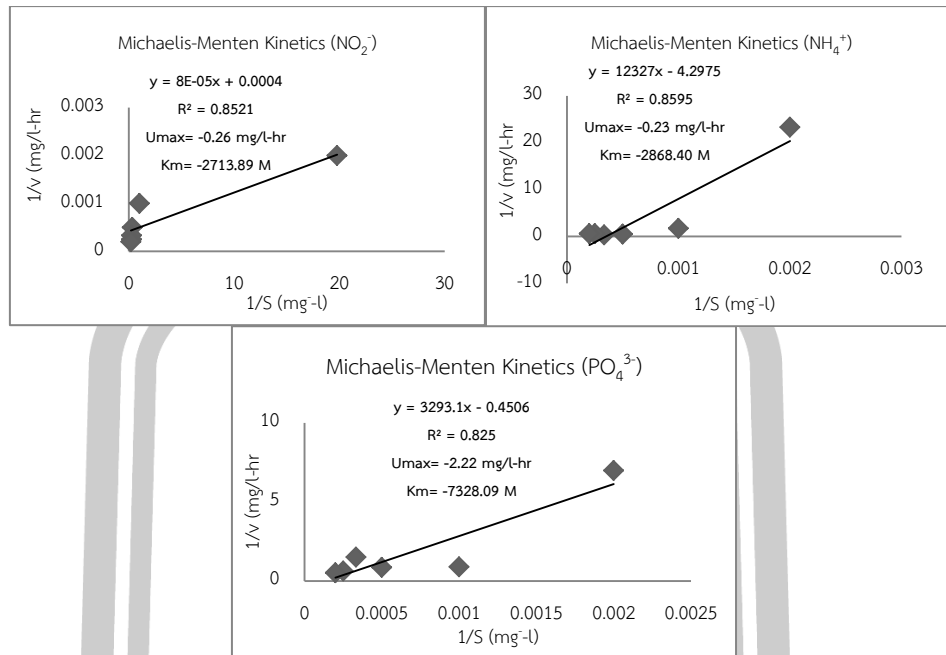 Michaelis-Menten Kinetics (NO₂⁻)
y = 8E-05x + 0.0004
R² = 0.8521
Umax= -0.26 mg/l-hr
Km= -2713.89 M
1/v (mg/l-hr)
0.003
0.002
0.001
0
0
10
20
30
1/S (mg⁻-l)
Michaelis-Menten Kinetics (NH₄⁺)
y = 12327x - 4.2975
R² = 0.8595
Umax= -0.23 mg/l-hr
Km= -2868.40 M
1/v (mg/l-hr)
30
20
10
0
-10
0
0.001
0.002
0.003
1/S (mg⁻-l)
Michaelis-Menten Kinetics (PO₄³⁻)
y = 3293.1x - 0.4506
R² = 0.825
Umax= -2.22 mg/l-hr
Km= -7328.09 M
1/v (mg/l-hr)
10
5
0
0
0.0005
0.001
0.0015
0.002
0.0025
1/S (mg⁻-l)